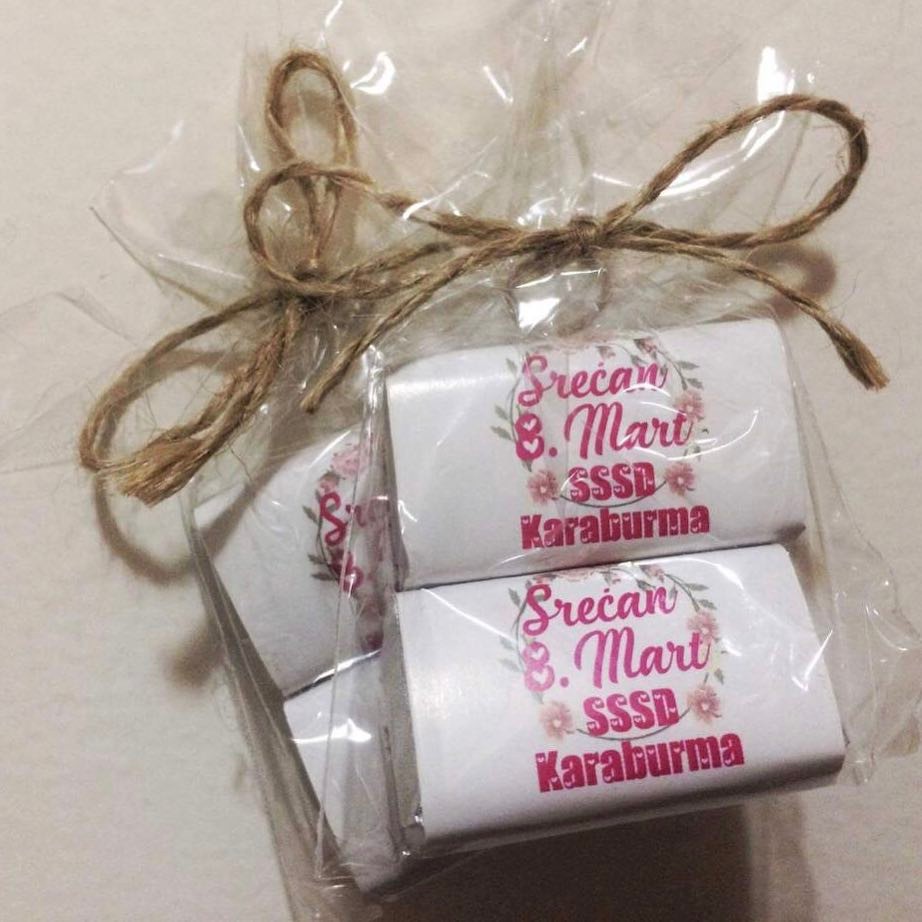 Srećan
8. Mart
SSSD
Karaburma
Srećan
8. Mart
SSSD
Karaburma